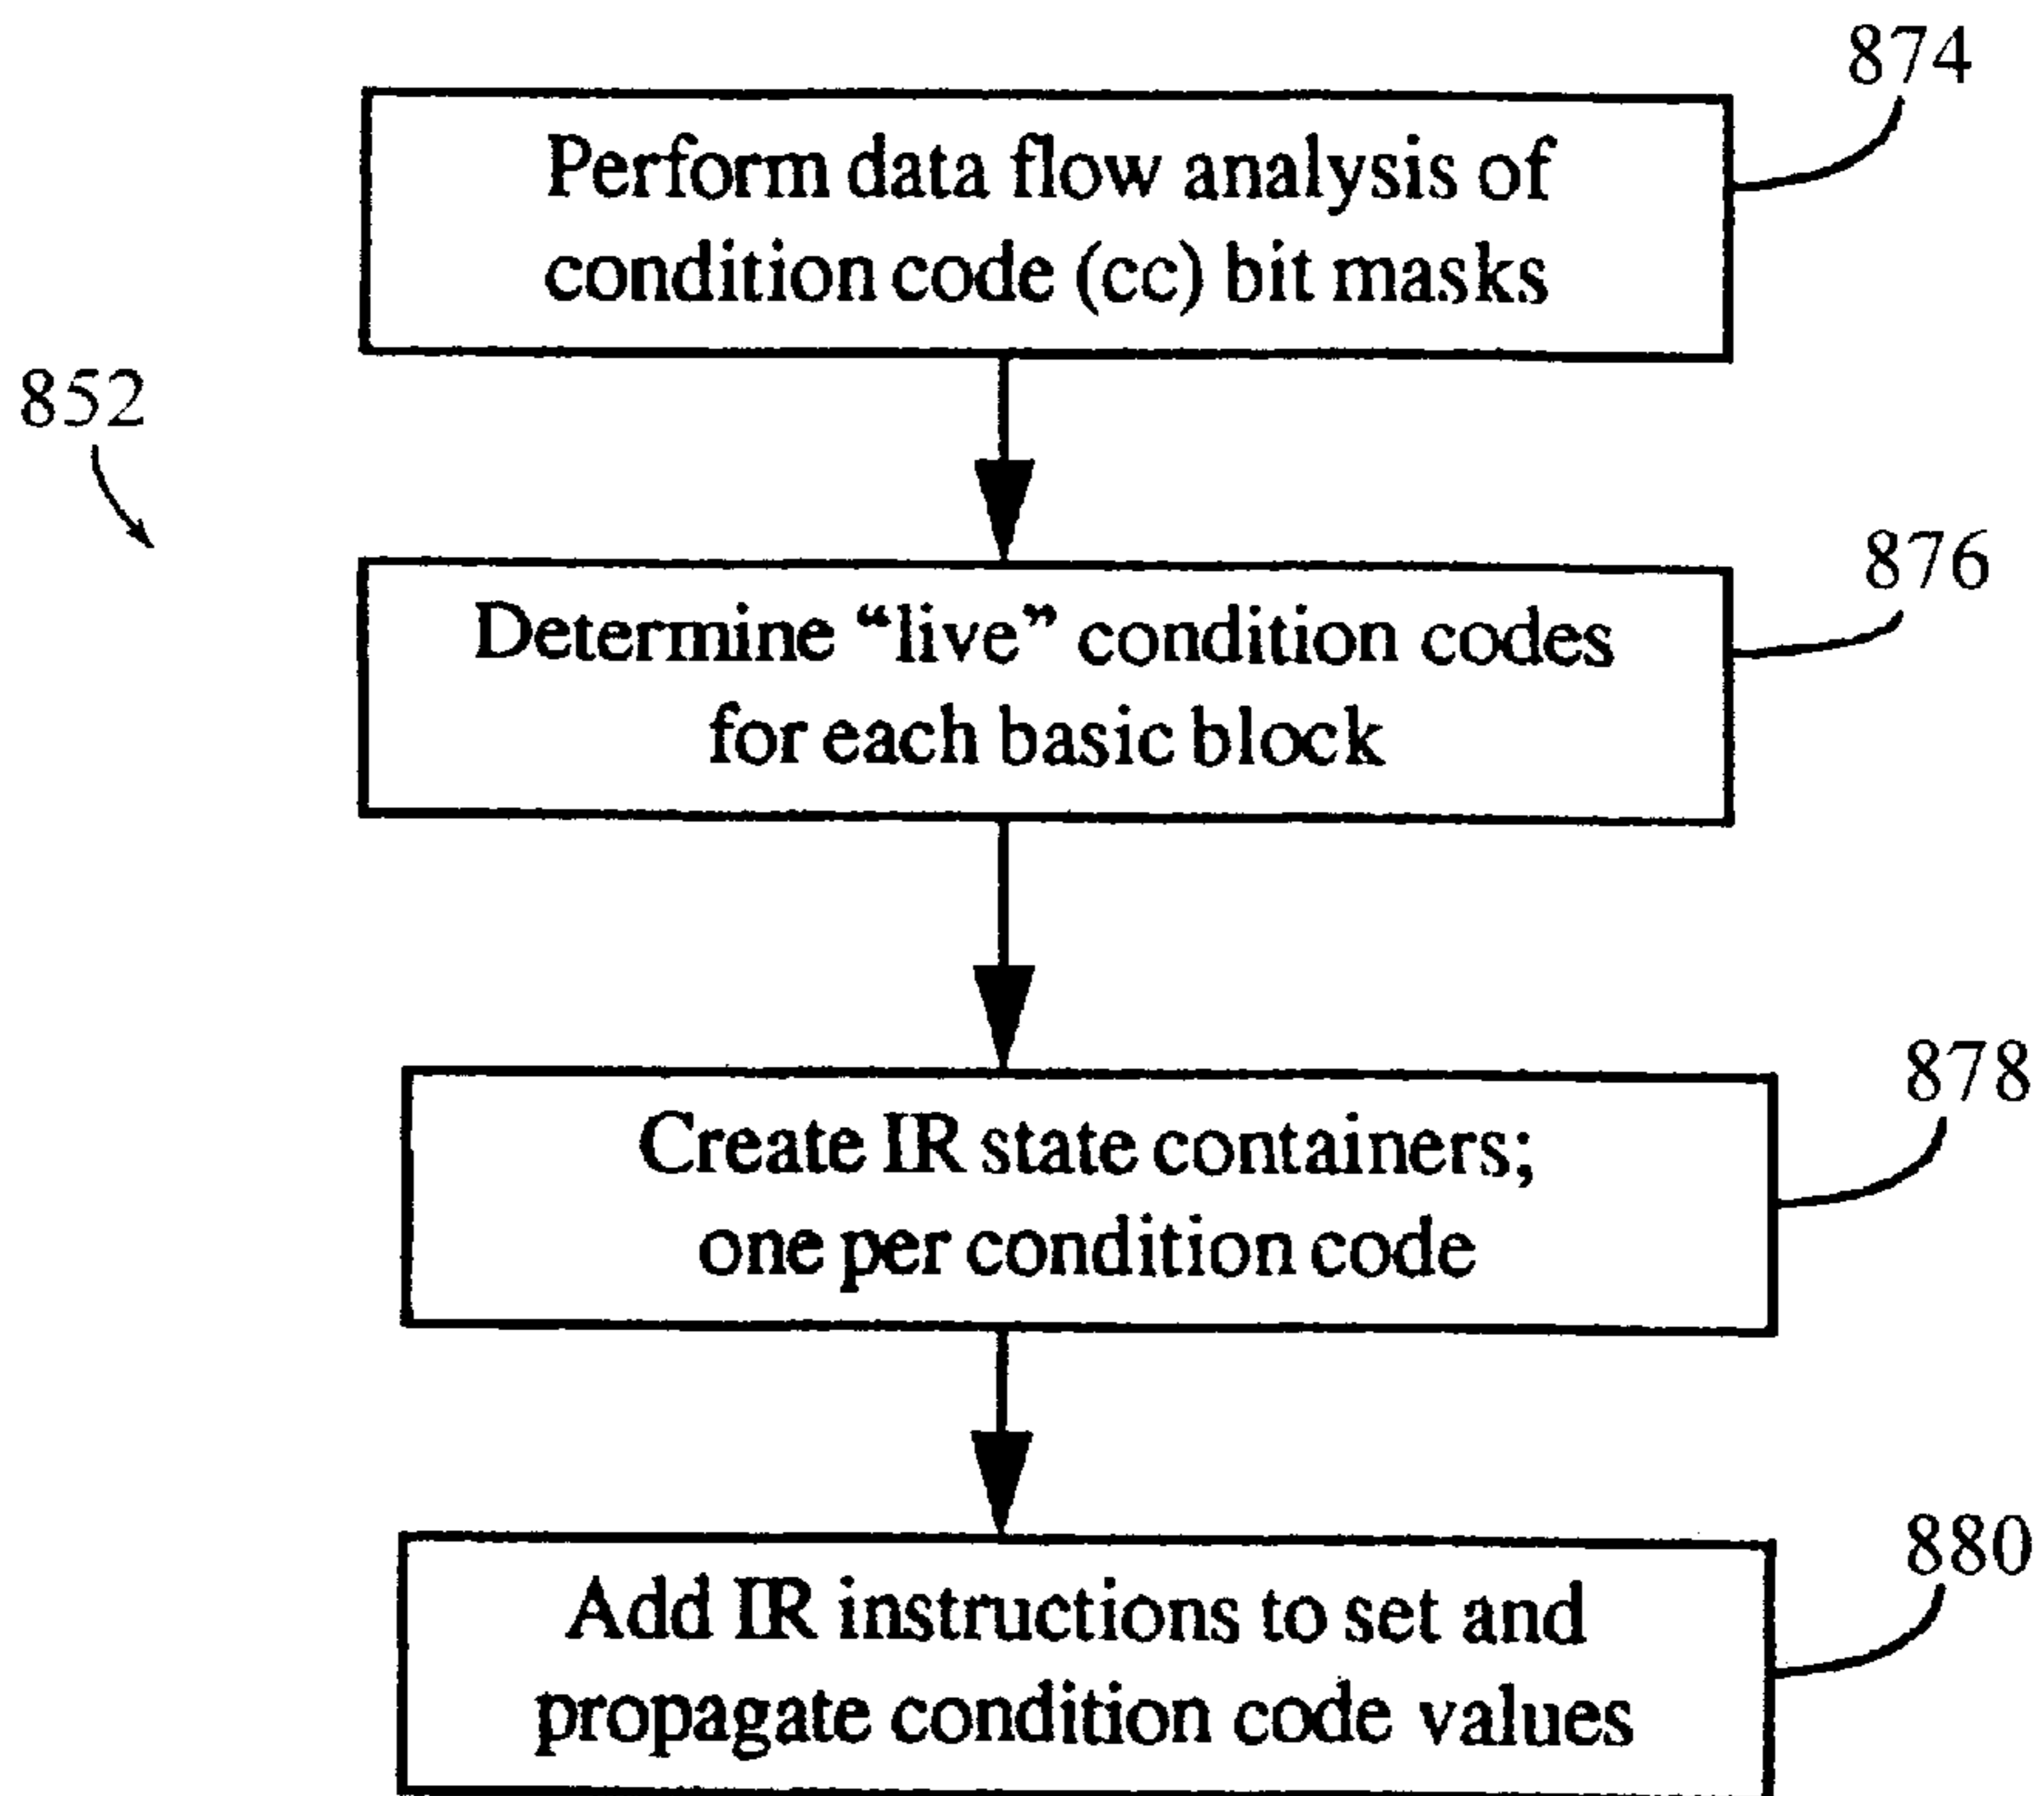 874
Perform data flow analysis of
condition code (cc) bit masks
852
876
Determine “live” condition codes
for each basic block
878
Create IR state containers;
one per condition code
880
Add IR instructions to set and
propagate condition code values